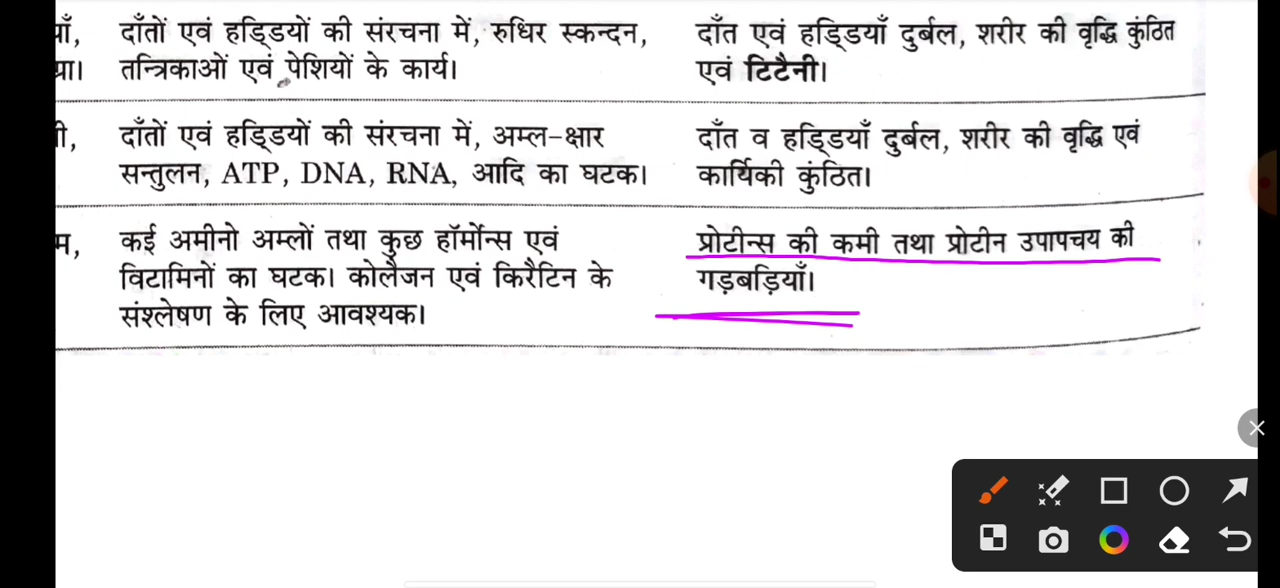 दाँतों एवं हड्डियों की संरचना में, रुधिर स्कन्दन,
तन्त्रिकाओं एवं पेशियों के कार्य।
दाँत एवं हड्डियाँ दुर्बल, शरीर की वृद्धि कुंठित
एवं टिटैनी।
दाँतों एवं हड्डियों की संरचना में, अम्ल-क्षार
सन्तुलन, ATP, DNA, RNA, आदि का घटक।
दाँत व हड्डियाँ दुर्बल, शरीर की वृद्धि एवं
कार्यिकी कुंठित।
कई अमीनो अम्लों तथा कुछ हॉर्मोन्स एवं
विटामिनों का घटक। कोलैजन एवं किरैटिन के
संश्लेषण के लिए आवश्यक।
प्रोटीन्स की कमी तथा प्रोटीन उपापचय की
गड़बड़ियाँ।